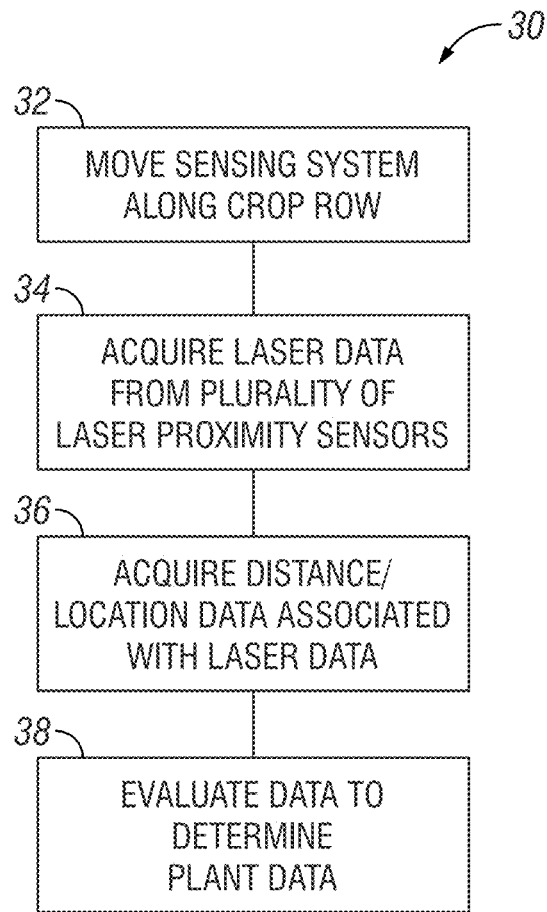 30
32
MOVE SENSING SYSTEM
ALONG CROP ROW
34
ACQUIRE LASER DATA
FROM PLURALITY OF
LASER PROXIMITY SENSORS
36
ACQUIRE DISTANCE/
LOCATION DATA ASSOCIATED
WITH LASER DATA
38
EVALUATE DATA TO
DETERMINE
PLANT DATA